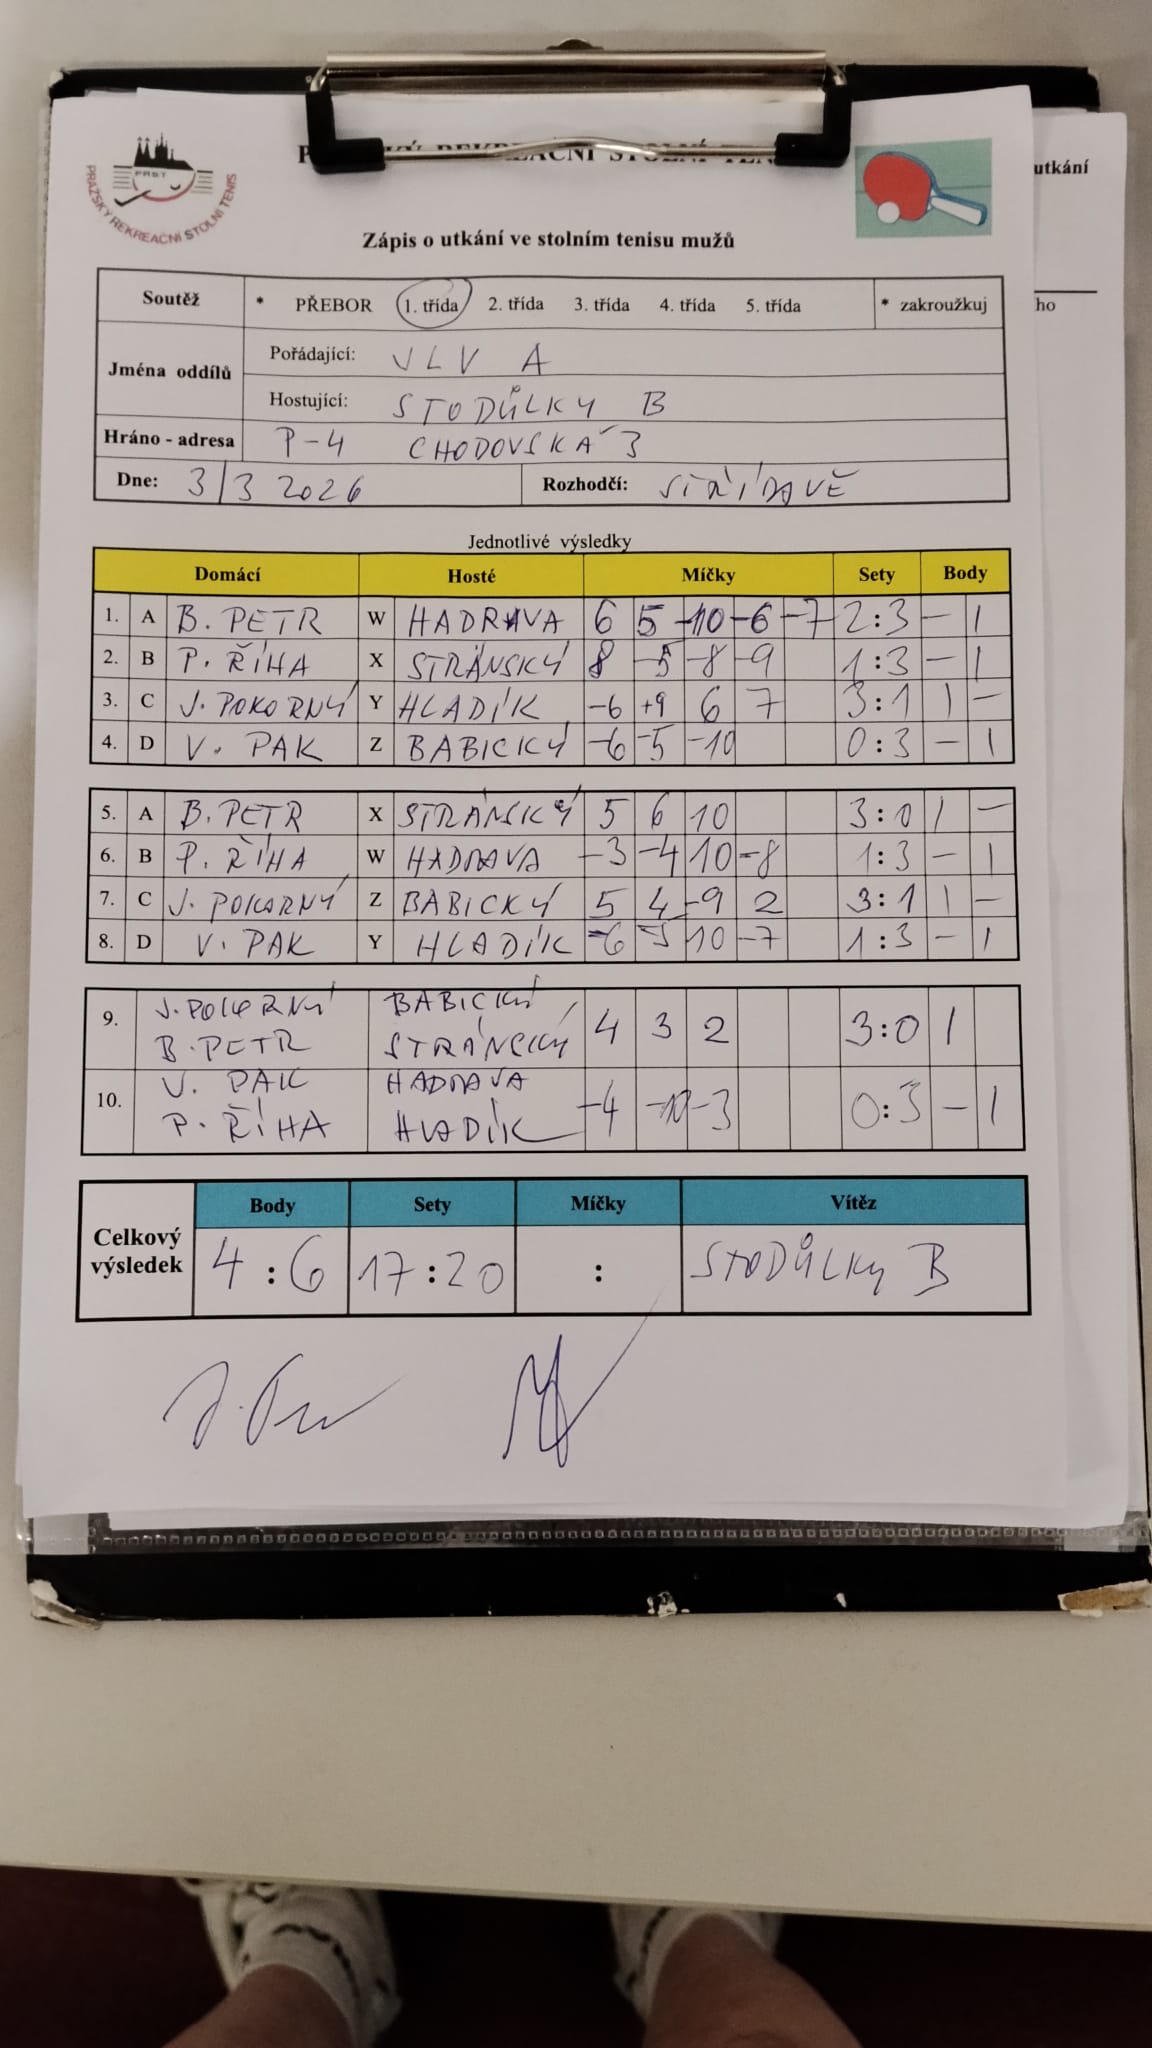 PRST
PRAŽSKÝ REKREAČNÍ STOLNÍ TENIS
utkání
Zápis o utkání ve stolním tenisu mužů
Soutěž * PŘEBOR 1. třída 2. třída 3. třída 4. třída 5. třída * zakroužkuj
ho
Jména oddílů
Pořádající: VLV A
Hostující: STODŮLKY B
Hráno - adresa P-4 CHODOVSKÁ 3
Dne: 3/3 2026 Rozhodčí: STŘÍDAVĚ
Jednotlivé výsledky
Domácí Hosté Míčky Sety Body
1. A B. PETR W HADRAVA 6 5 -10 -6 -7 2:3 - 1
2. B P. ŘÍHA X STRÁNSKÝ 8 -5 -8 -9 1:3 - 1
3. C J. POKORNÝ Y HLADÍK -6 +9 6 7 3:1 1 -
4. D V. PAK Z BABICKÝ -6 -5 -10 0:3 - 1
5. A B. PETR X STRÁNSKÝ 5 6 10 3:0 1 -
6. B P. ŘÍHA W HADRAVA -3 -4 10 -8 1:3 - 1
7. C J. POKORNÝ Z BABICKÝ 5 4 -9 2 3:1 1 -
8. D V. PAK Y HLADÍK -6 -5 10 -7 1:3 - 1
9. J. POKORNÝ BABICKÝ 4 3 2 3:0 1
B. PETR STRÁNSKÝ
10. V. PAK HADRAVA -4 -10 -3 0:3 - 1
P. ŘÍHA HLADÍK
Celkový výsledek
Body Sety Míčky Vítěz
4:6 17:20 : STODŮLKY B